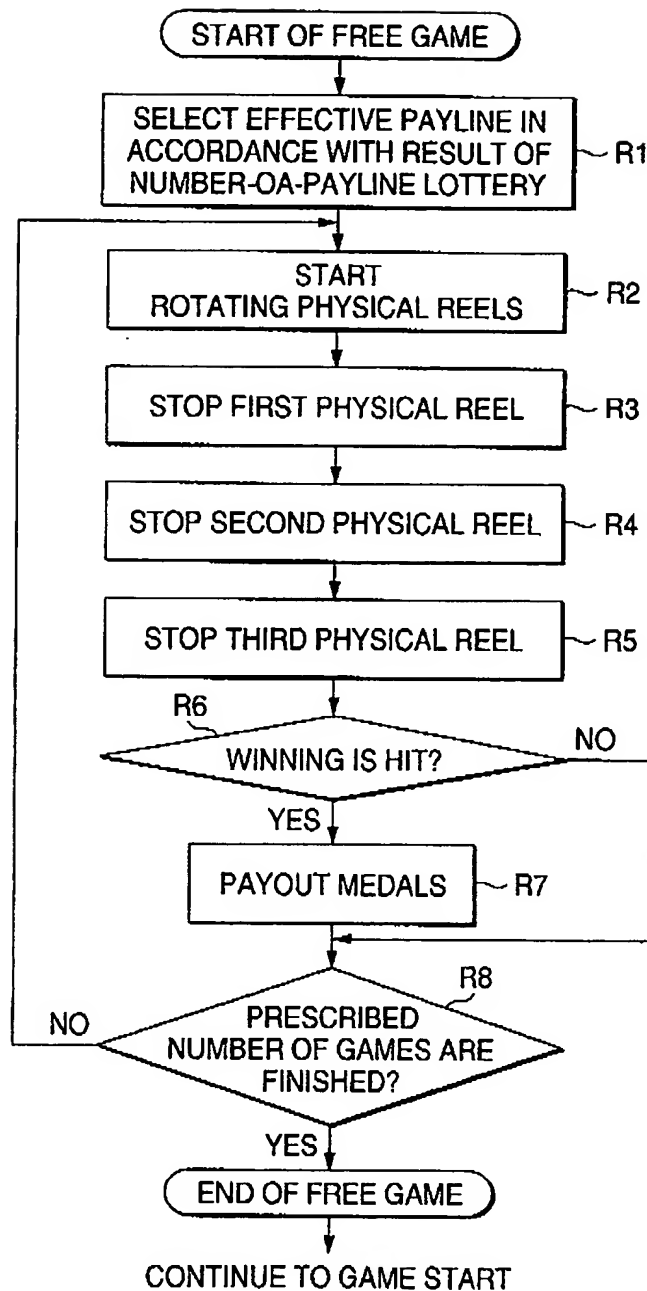 START OF FREE GAME
SELECT EFFECTIVE PAYLINE IN
ACCORDANCE WITH RESULT OF
NUMBER-OA-PAYLINE LOTTERY
R1
START
ROTATING PHYSICAL REELS
R2
STOP FIRST PHYSICAL REEL
R3
STOP SECOND PHYSICAL REEL
R4
STOP THIRD PHYSICAL REEL
R5
R6
WINNING IS HIT?
NO
YES
PAYOUT MEDALS
R7
R8
NO
PRESCRIBED
NUMBER OF GAMES ARE
FINISHED?
YES
END OF FREE GAME
CONTINUE TO GAME START